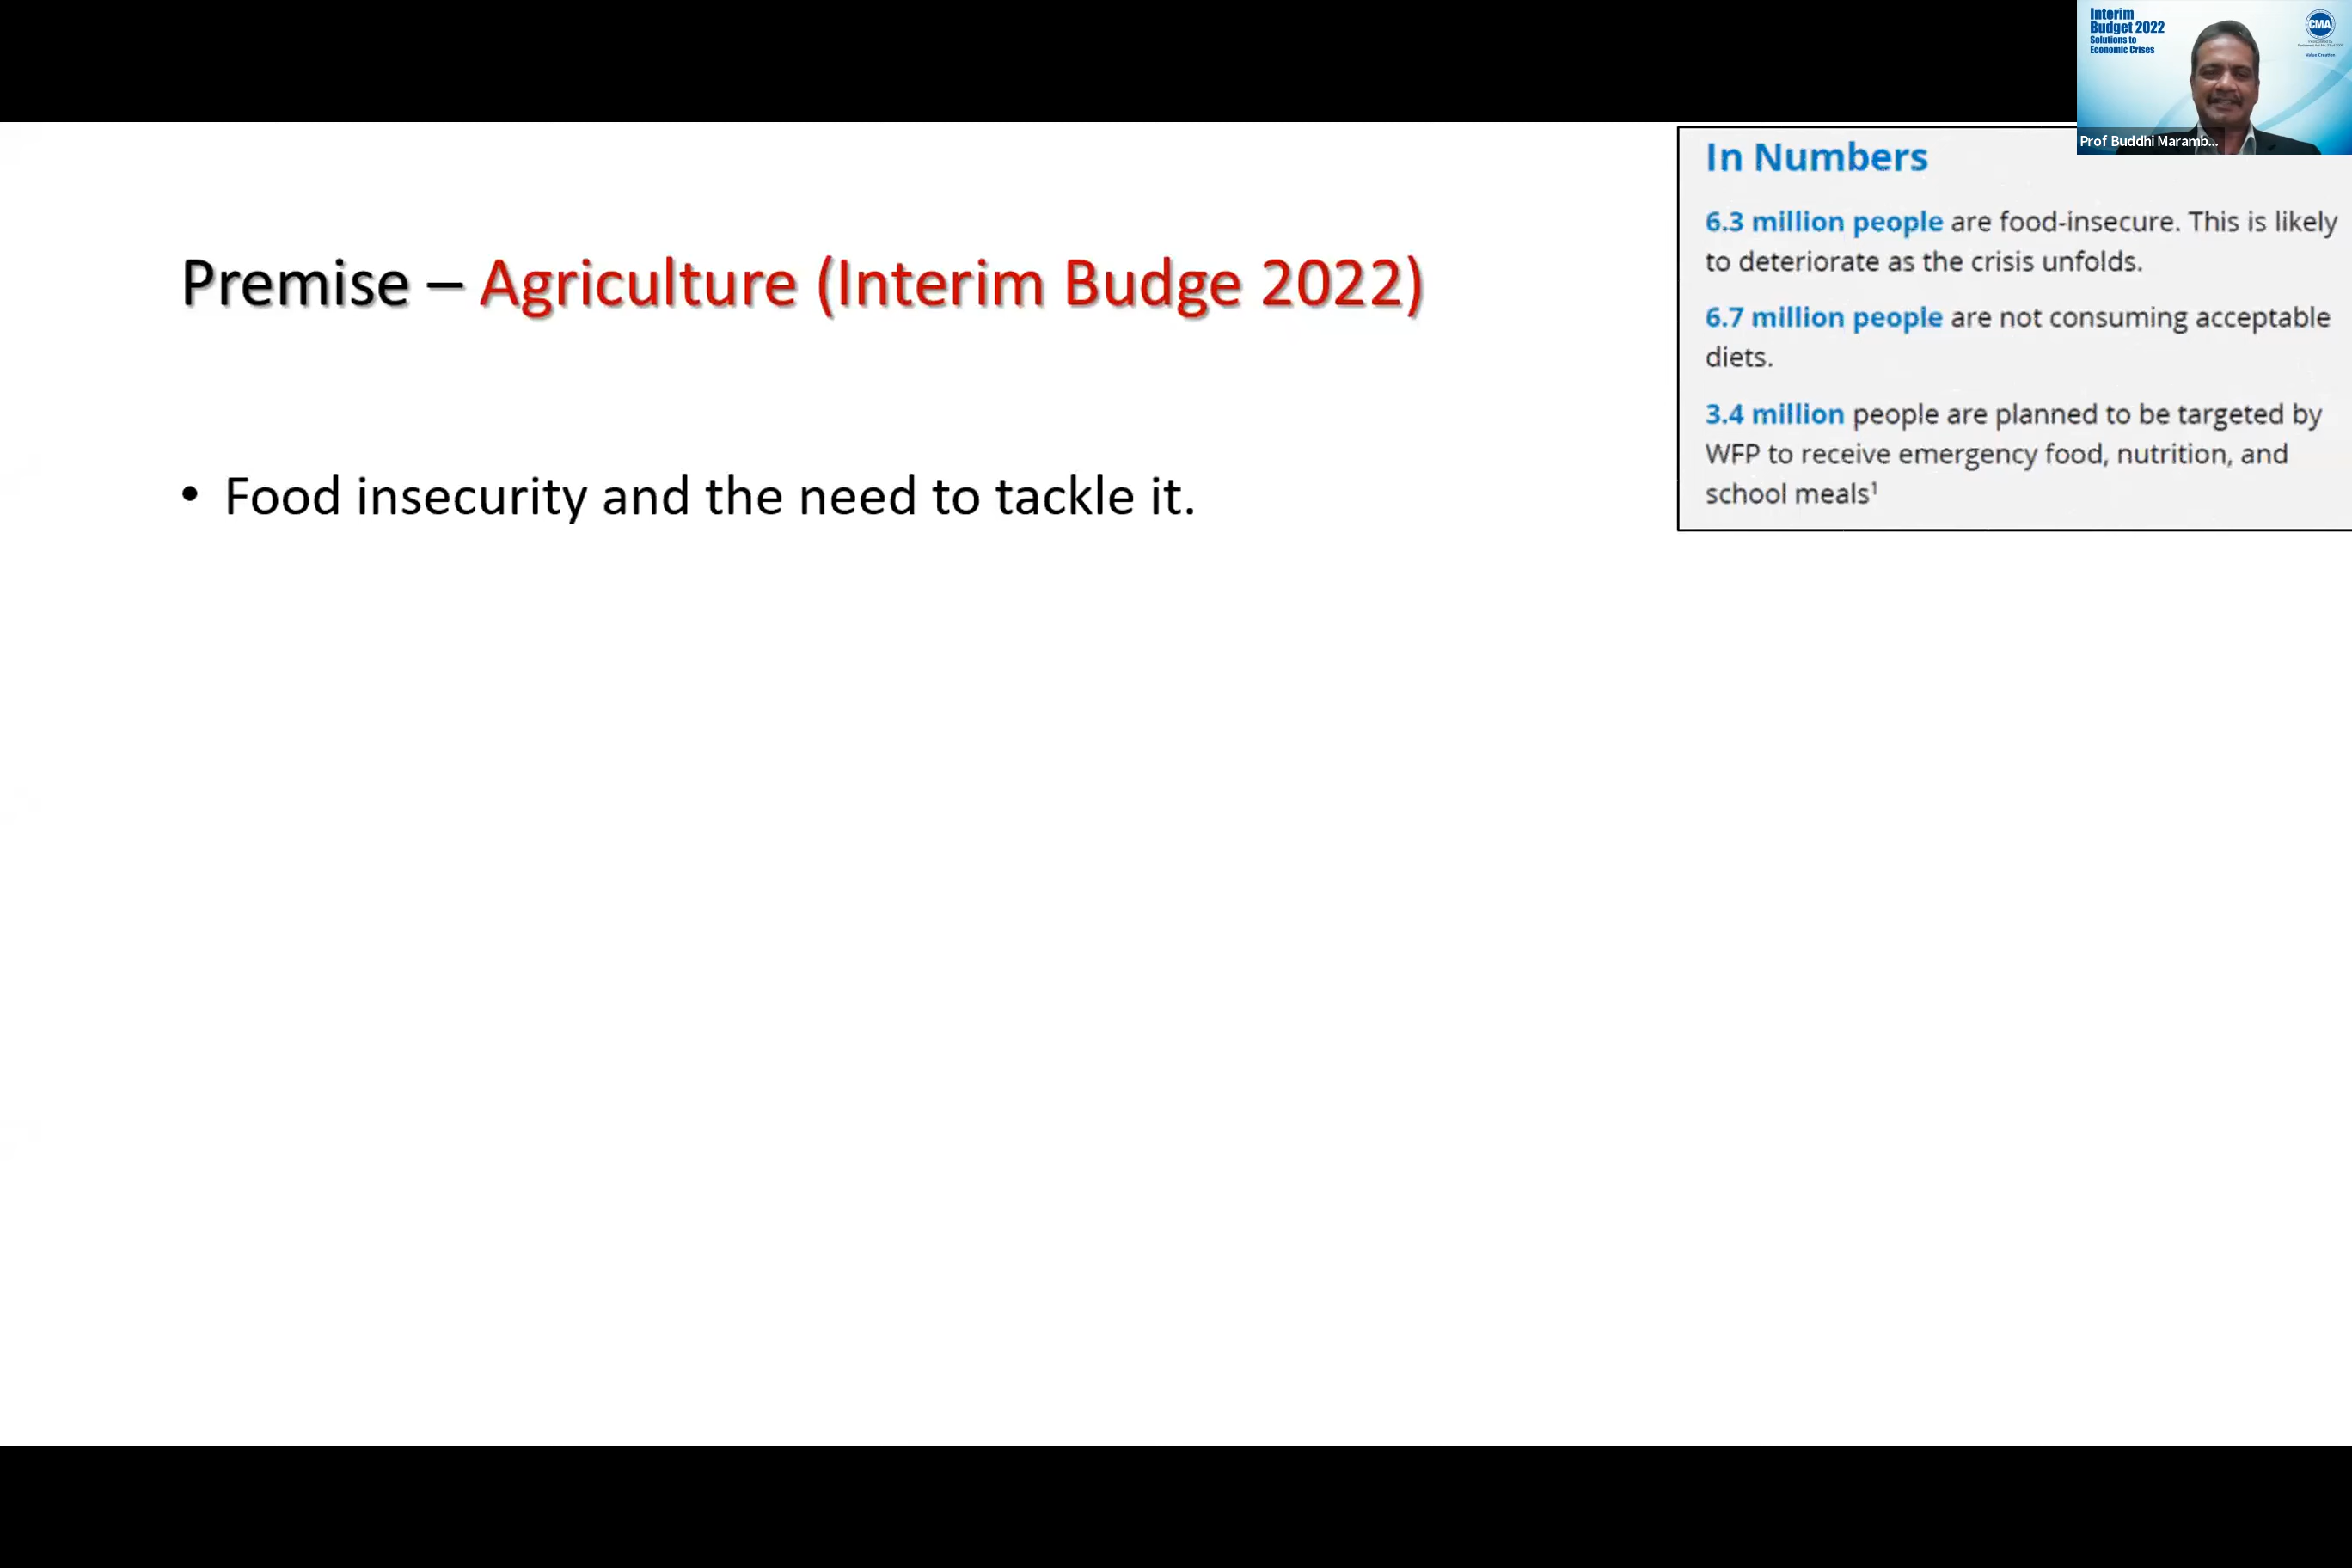 Interim
Budget 2022
Solutions to
Economic Crises
CMA
Value Creation
Prof Buddhi Maramb...
In Numbers
6.3 million people are food-insecure. This is likely
to deteriorate as the crisis unfolds.
6.7 million people are not consuming acceptable
diets.
3.4 million people are planned to be targeted by
WFP to receive emergency food, nutrition, and
school meals¹
Premise – Agriculture (Interim Budge 2022)
• Food insecurity and the need to tackle it.